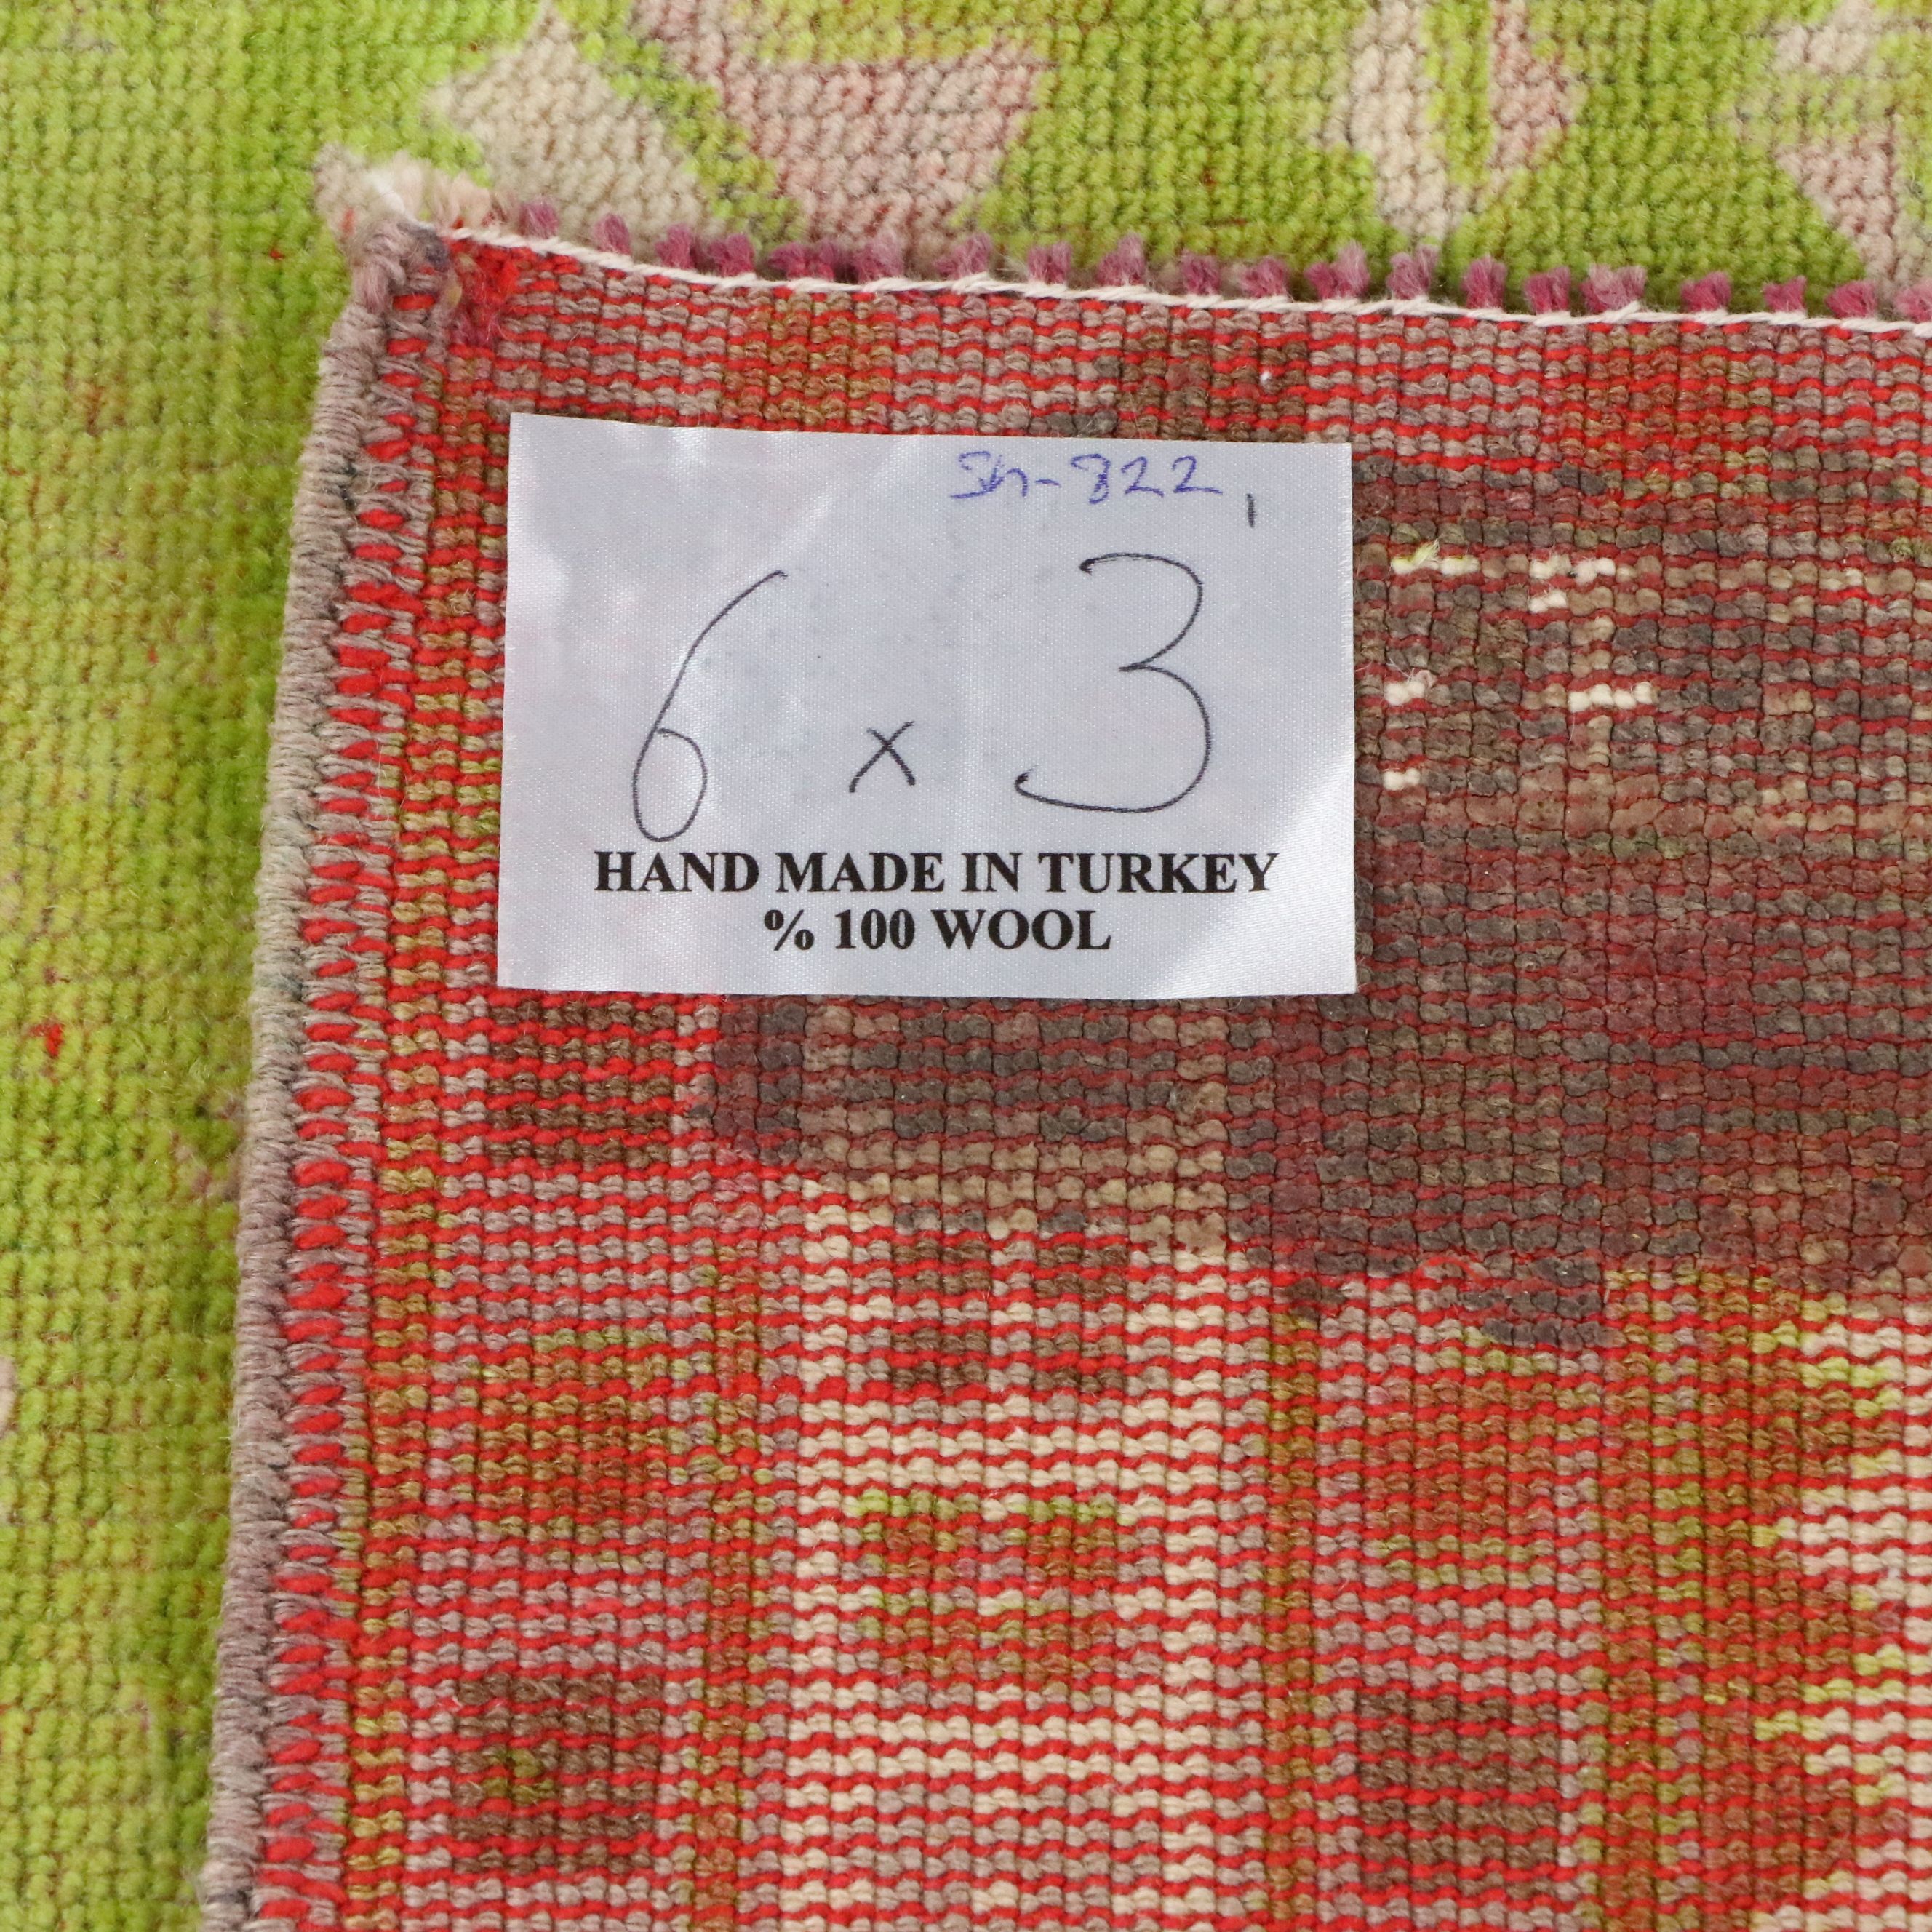 Sh-822
6 x 3
HAND MADE IN TURKEY
% 100 WOOL